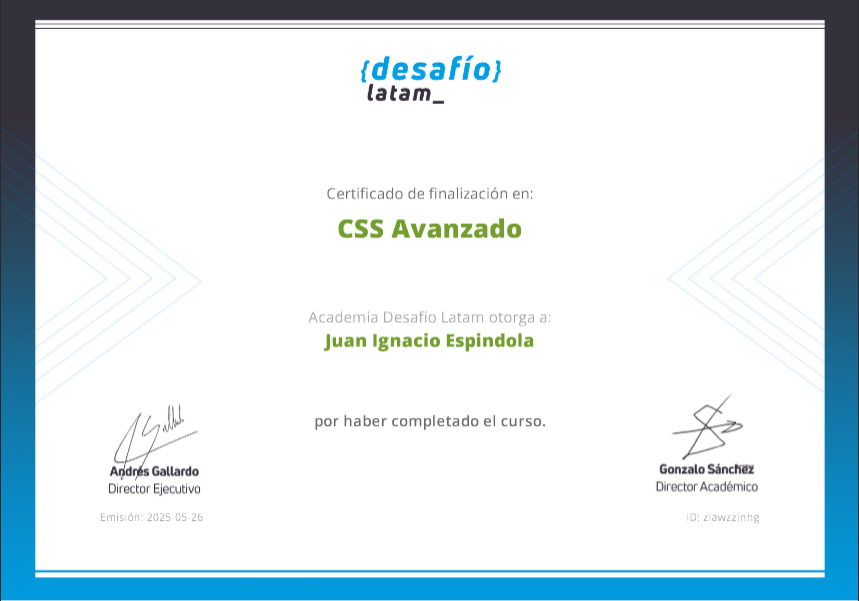 {desafío}
latam_
Certificado de finalización en:
CSS Avanzado
Academia Desafío Latam otorga a:
Juan Ignacio Espindola
por haber completado el curso.
Andrés Gallardo
Director Ejecutivo
Emisión: 2025-05-26
Gonzalo Sánchez
Director Académico
ID: ziawzzinhg